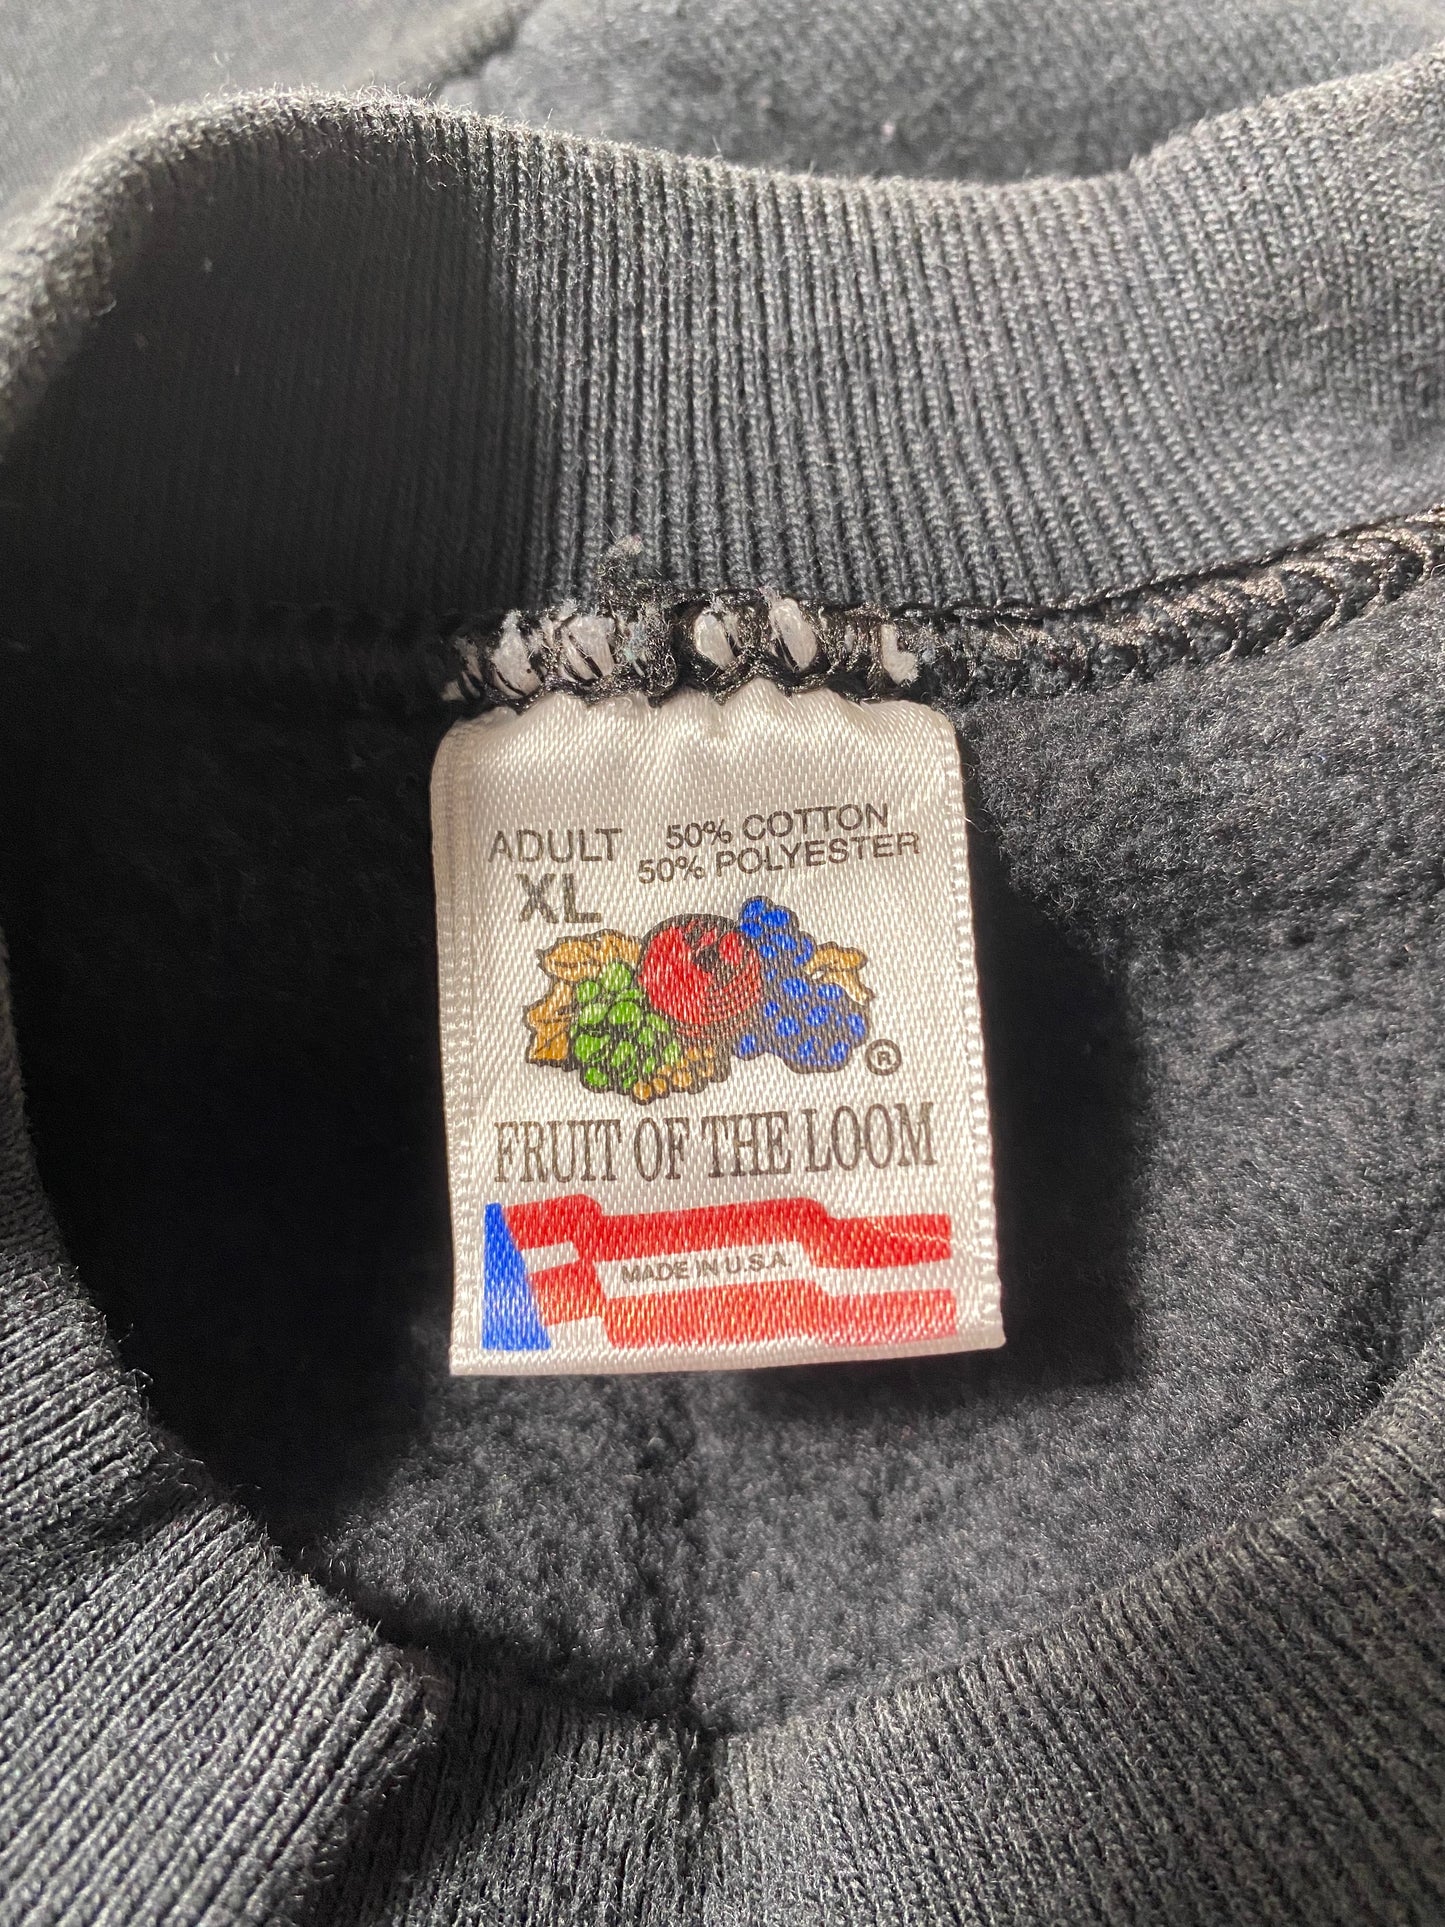 ADULT
XL
50% COTTON
50% POLYESTER
®
FRUIT OF THE LOOM
MADE IN U.S.A.